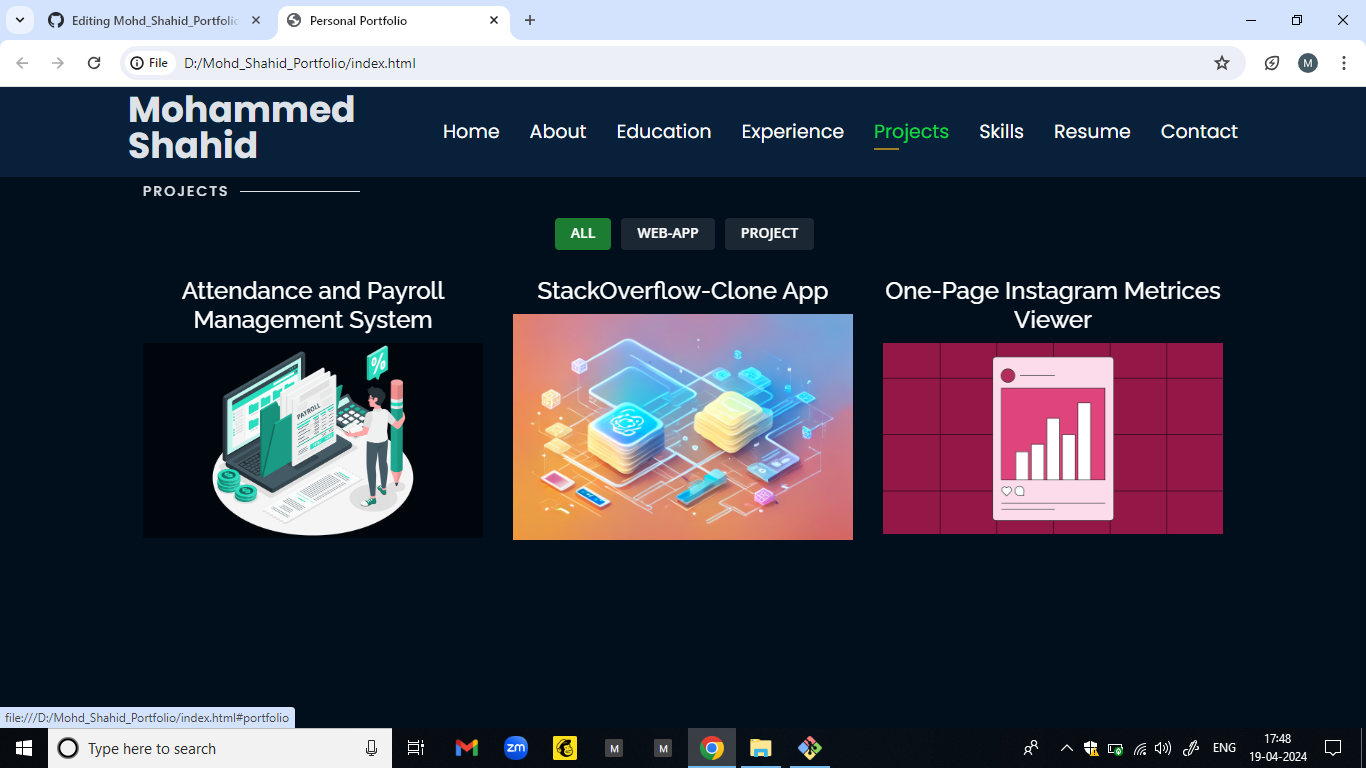 Editing Mohd_Shahid_Portfolio
Personal Portfolio
File
D:/Mohd_Shahid_Portfolio/index.html
M
Mohammed
Shahid
Home
About
Education
Experience
Projects
Skills
Resume
Contact
PROJECTS
ALL
WEB-APP
PROJECT
Attendance and Payroll
Management System
StackOverflow-Clone App
One-Page Instagram Metrices
Viewer
%
PAYROLL
file:///D:/Mohd_Shahid_Portfolio/index.html#portfolio
Type here to search
zm
M
M
ENG
17:48
19-04-2024